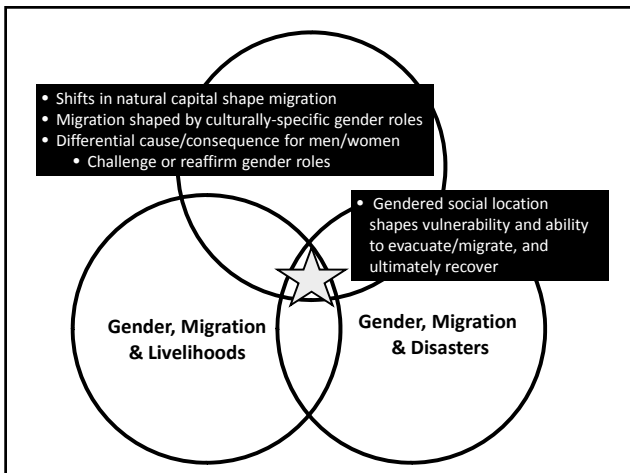 • Shifts in natural capital shape migration
• Migration shaped by culturally-specific gender roles
• Differential cause/consequence for men/women
• Challenge or reaffirm gender roles
• Gendered social location
shapes vulnerability and ability
to evacuate/migrate, and
ultimately recover
Gender, Migration
& Livelihoods
Gender, Migration
& Disasters